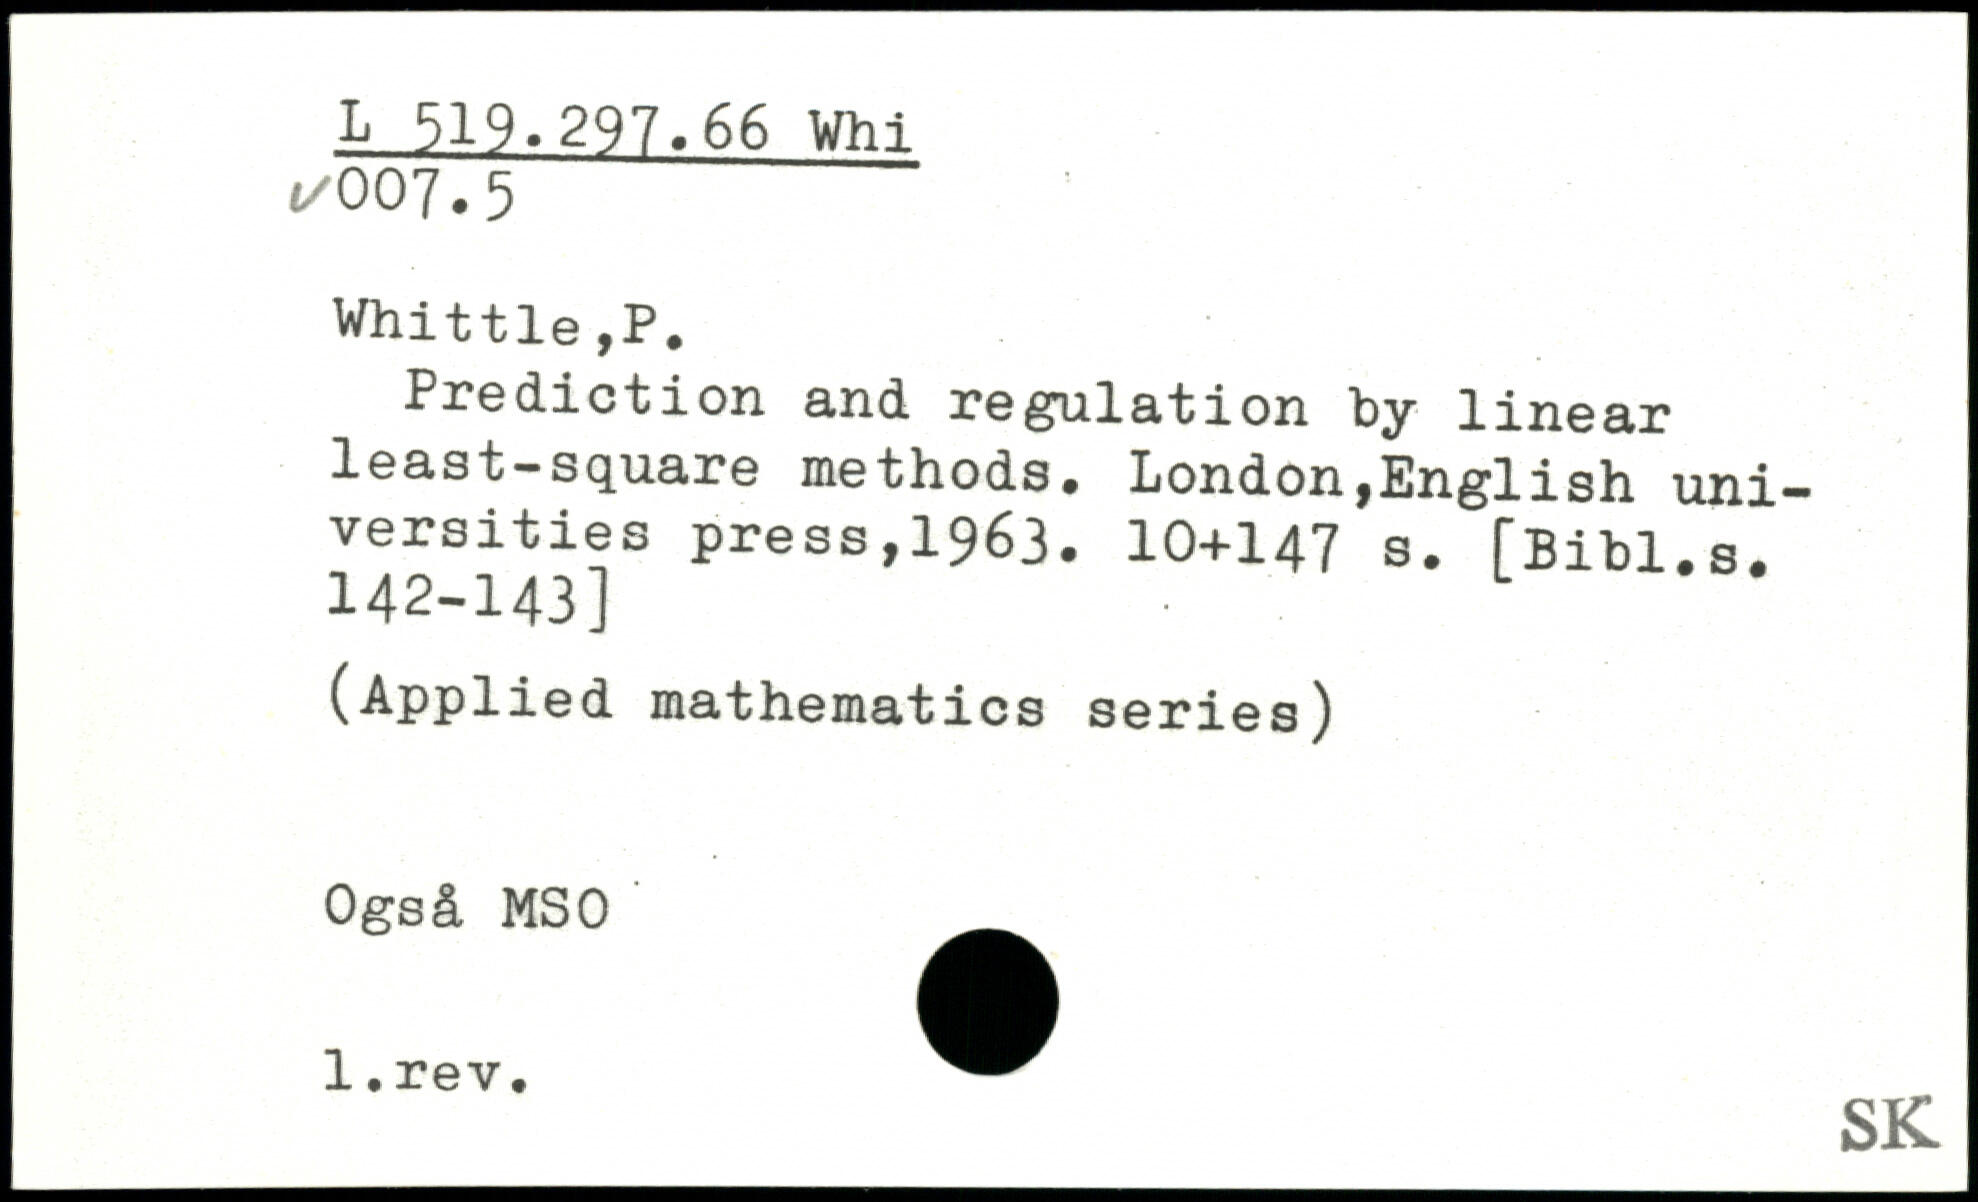 L 519.297.66 Whi
✓007.5
Whittle,P.
Prediction and regulation by linear
least-square methods. London,English uni-
versities press,1963. 10+147 s. [Bibl.s.
142-143]
(Applied mathematics series)
Også MSO
1.rev.
SK